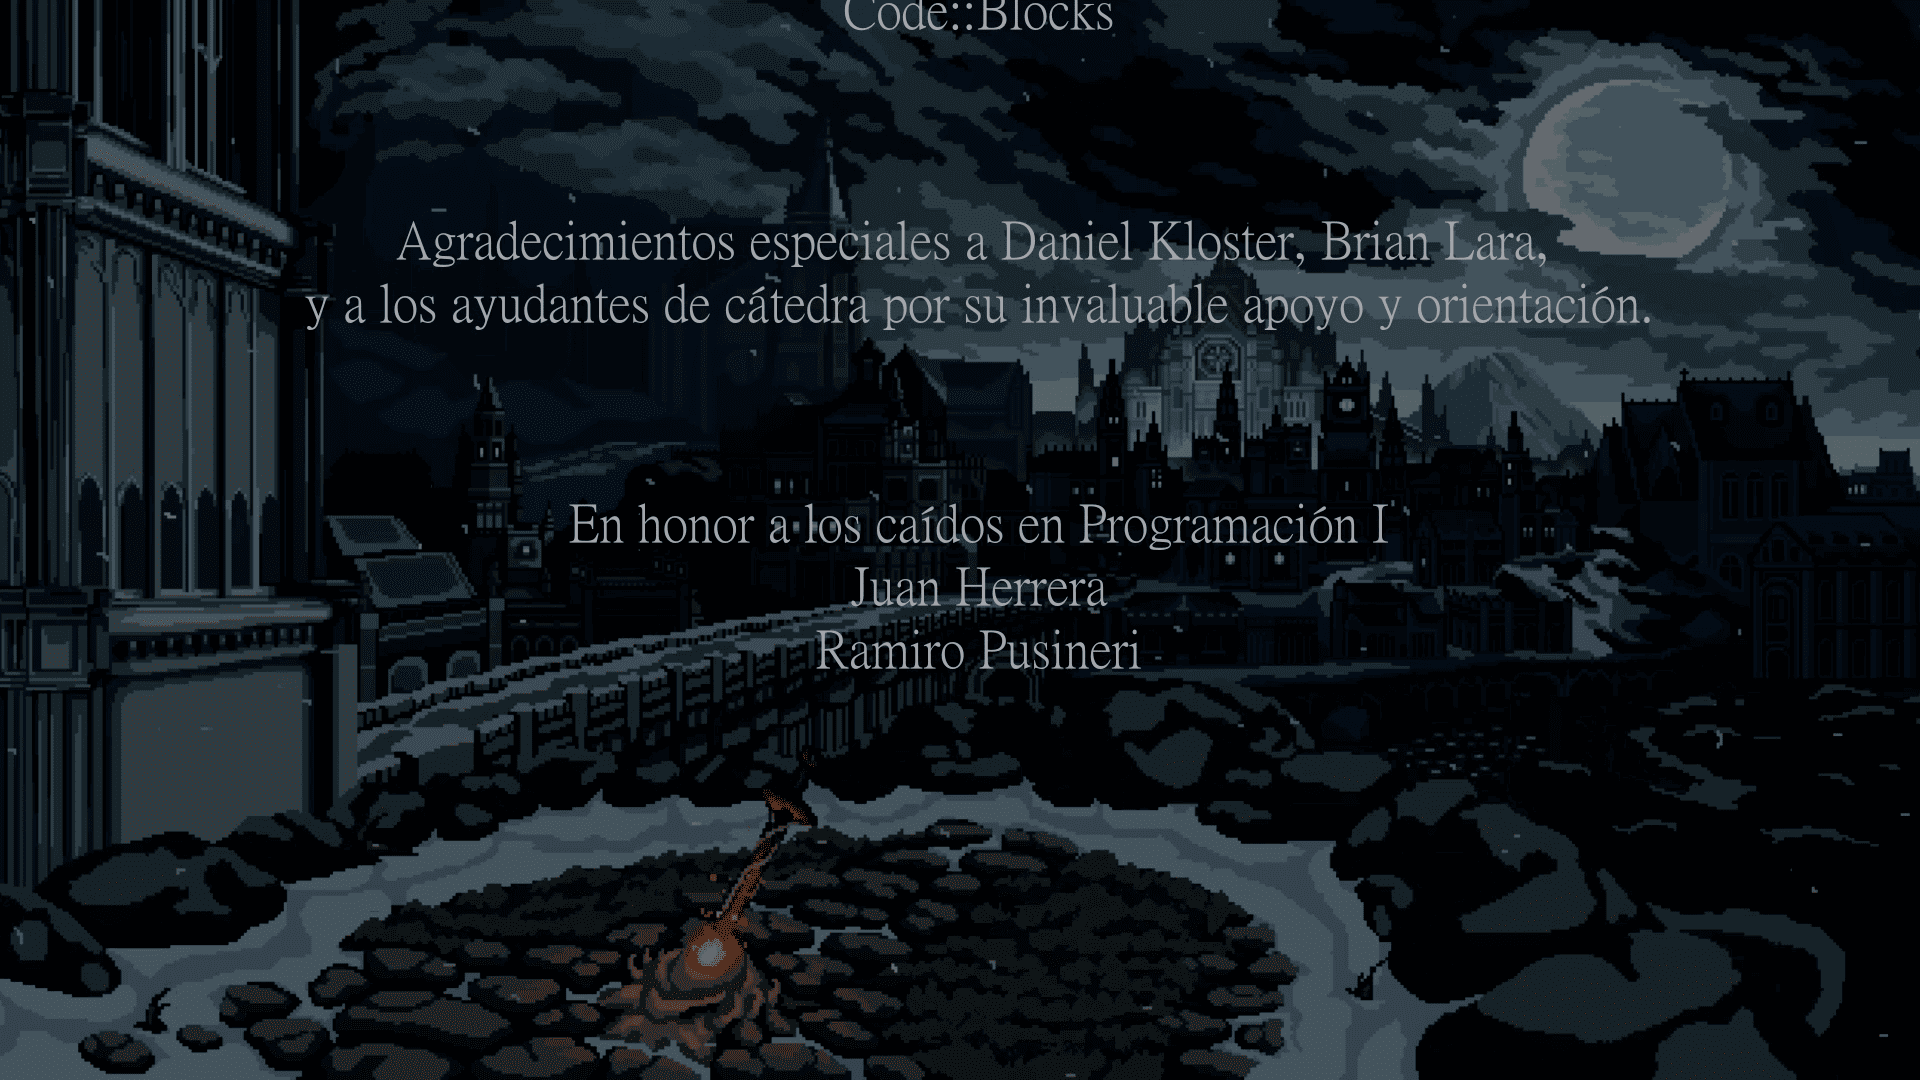 Code::Blocks
Agradecimientos especiales a Daniel Kloster, Brian Lara,
y a los ayudantes de cátedra por su invaluable apoyo y orientación.
En honor a los caídos en Programación I
Juan Herrera
Ramiro Pusineri